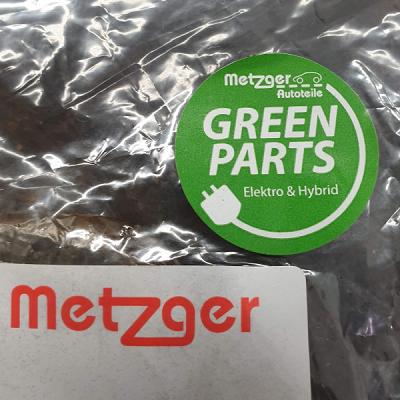 Metzger
Autoteile
GREEN
PARTS
Elektro & Hybrid
Metzger